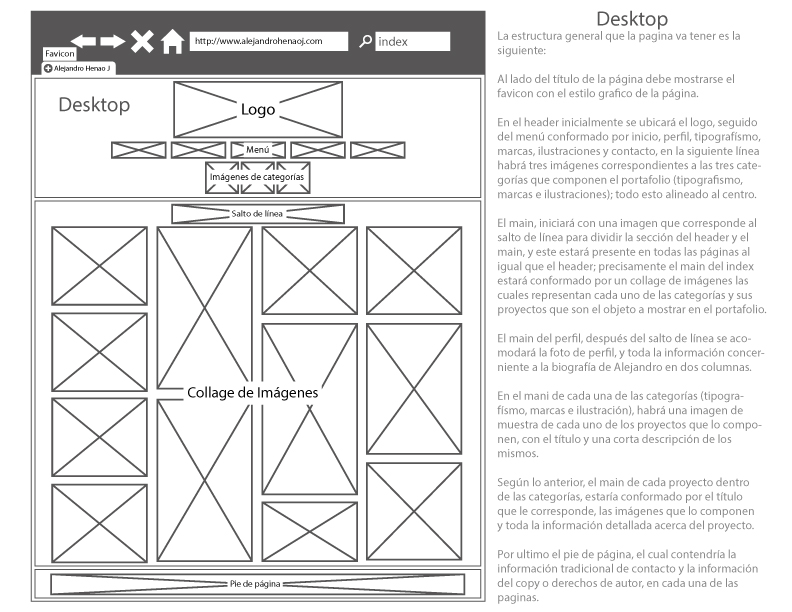 Favicon
http://www.alejandrohenaoj.com
index
Alejandro Henao J
Desktop
Logo
Menú
Imágenes de categorías
Salto de línea
Collage de Imágenes
Pie de página
Desktop
La estructura general que la pagina va tener es la
siguiente:
Al lado del título de la página debe mostrarse el
favicon con el estilo grafico de la página.
En el header inicialmente se ubicará el logo, seguido
del menú conformado por inicio, perfil, tipografísmo,
marcas, ilustraciones y contacto, en la siguiente línea
habrá tres imágenes correspondientes a las tres cate-
gorías que componen el portafolio (tipografismo,
marcas e ilustraciones); todo esto alineado al centro.
El main, iniciará con una imagen que corresponde al
salto de línea para dividir la sección del header y el
main, y este estará presente en todas las páginas al
igual que el header; precisamente el main del index
estará conformado por un collage de imágenes las
cuales representan cada uno de las categorías y sus
proyectos que son el objeto a mostrar en el portafolio.
El main del perfil, después del salto de línea se aco-
modará la foto de perfil, y toda la información concer-
niente a la biografía de Alejandro en dos columnas.
En el mani de cada una de las categorías (tipogra-
físmo, marcas e ilustración), habrá una imagen de
muestra de cada uno de los proyectos que lo compo-
nen, con el título y una corta descripción de los
mismos.
Según lo anterior, el main de cada proyecto dentro
de las categorías, estaría conformado por el título
que le corresponde, las imágenes que lo componen
y toda la información detallada acerca del proyecto.
Por ultimo el pie de página, el cual contendría la
información tradicional de contacto y la información
del copy o derechos de autor, en cada una de las
paginas.